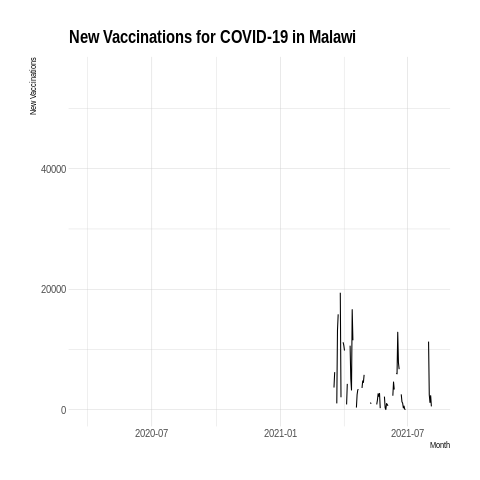 New Vaccinations for COVID-19 in Malawi
New Vaccinations
40000
20000
0
2020-07
2021-01
2021-07
Month